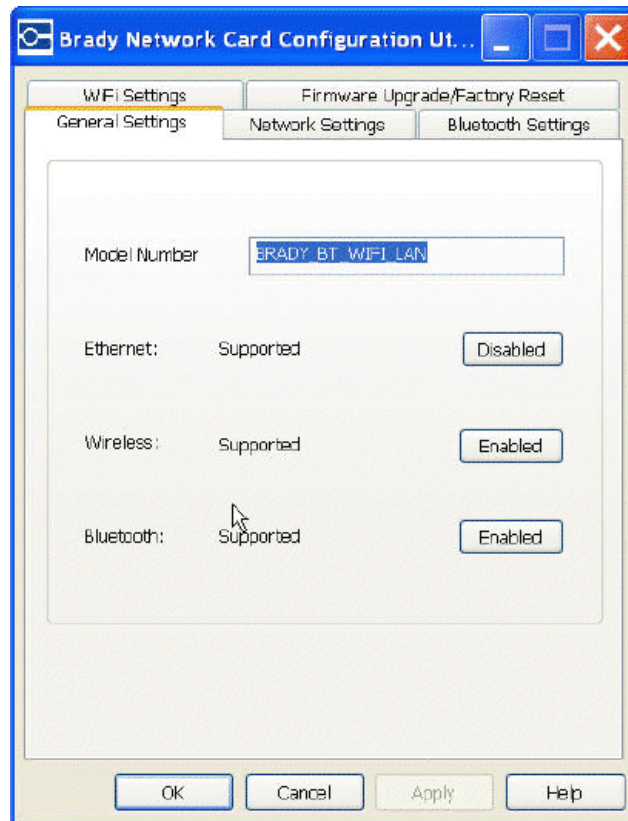 Brady Network Card Configuration Ut...
WiFi Settings Firmware Upgrade/Factory Reset
General Settings Network Settings Bluetooth Settings
Model Number BRADY_BT_WIFI_LAN
Ethernet: Supported Disabled
Wireless: Supported Enabled
Bluetooth: Supported Enabled
OK Cancel Apply Help